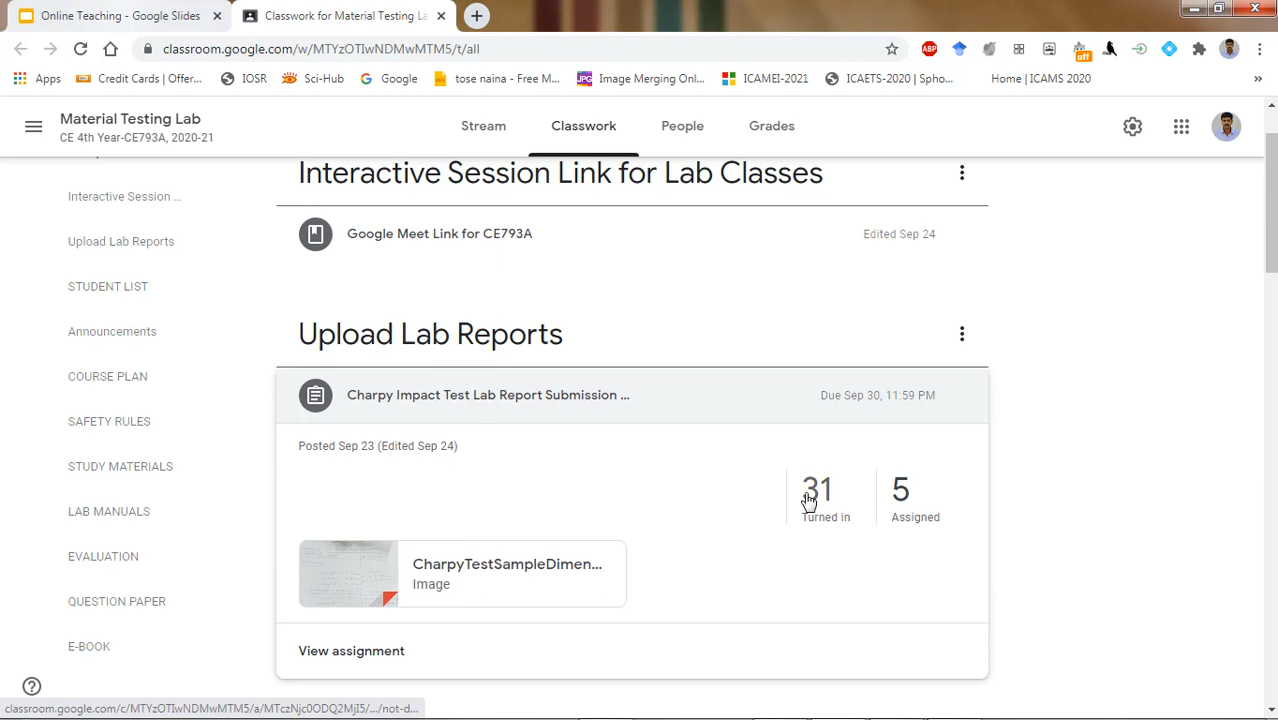 Online Teaching - Google Slides
Classwork for Material Testing La
classroom.google.com/w/MTYzOTIwNDMwMTM5/t/all
ABP
off
Apps
Credit Cards | Offer...
IOSR
Sci-Hub
Google
tose naina - Free M...
JPG
Image Merging Onl...
ICAMEI-2021
ICAETS-2020 | Spho...
Home | ICAMS 2020
»
Material Testing Lab
CE 4th Year-CE793A, 2020-21
Stream
Classwork
People
Grades
Interactive Session ...
Upload Lab Reports
STUDENT LIST
Announcements
COURSE PLAN
SAFETY RULES
STUDY MATERIALS
LAB MANUALS
EVALUATION
QUESTION PAPER
E-BOOK
Interactive Session Link for Lab Classes
Google Meet Link for CE793A
Edited Sep 24
Upload Lab Reports
Charpy Impact Test Lab Report Submission ...
Due Sep 30, 11:59 PM
Posted Sep 23 (Edited Sep 24)
31
Turned in
5
Assigned
CharpyTestSampleDimen...
Image
View assignment
classroom.google.com/c/MTYzOTIwNDMwMTM5/a/MTczNjc0ODQ2MjI5/.../not-d...